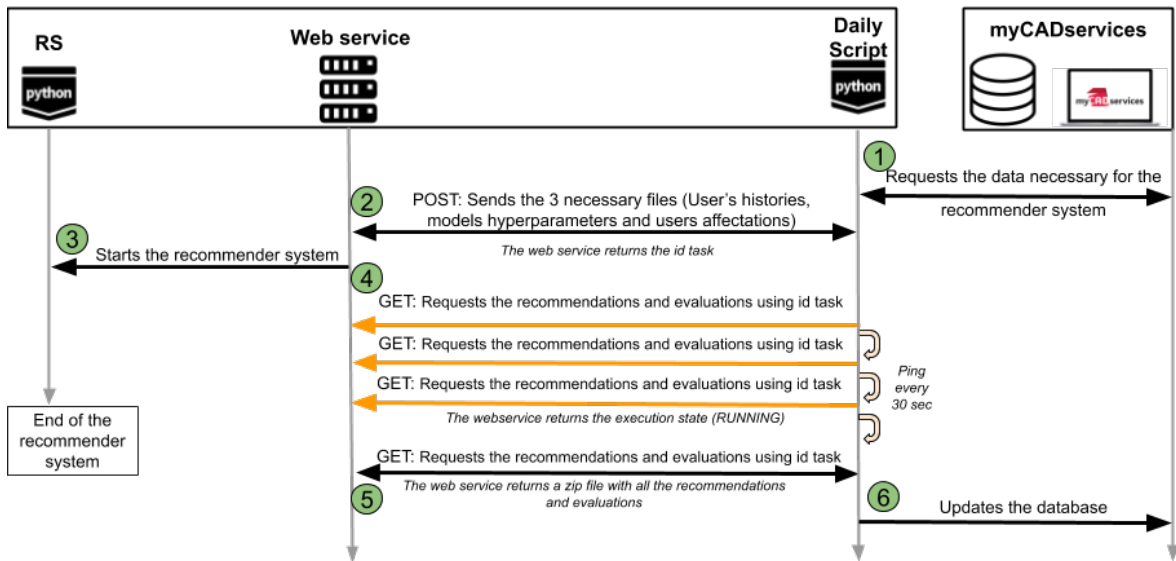 RS
Web service
Daily
Script
myCADservices
python
python
myCADservices
1
Requests the data necessary for the
recommender system
2
POST: Sends the 3 necessary files (User's histories,
models hyperparameters and users affectations)
The web service returns the id task
3
Starts the recommender system
4
GET: Requests the recommendations and evaluations using id task
GET: Requests the recommendations and evaluations using id task
GET: Requests the recommendations and evaluations using id task
The webservice returns the execution state (RUNNING)
Ping
every
30 sec
End of the
recommender
system
GET: Requests the recommendations and evaluations using id task
5
The web service returns a zip file with all the recommendations
and evaluations
6
Updates the database